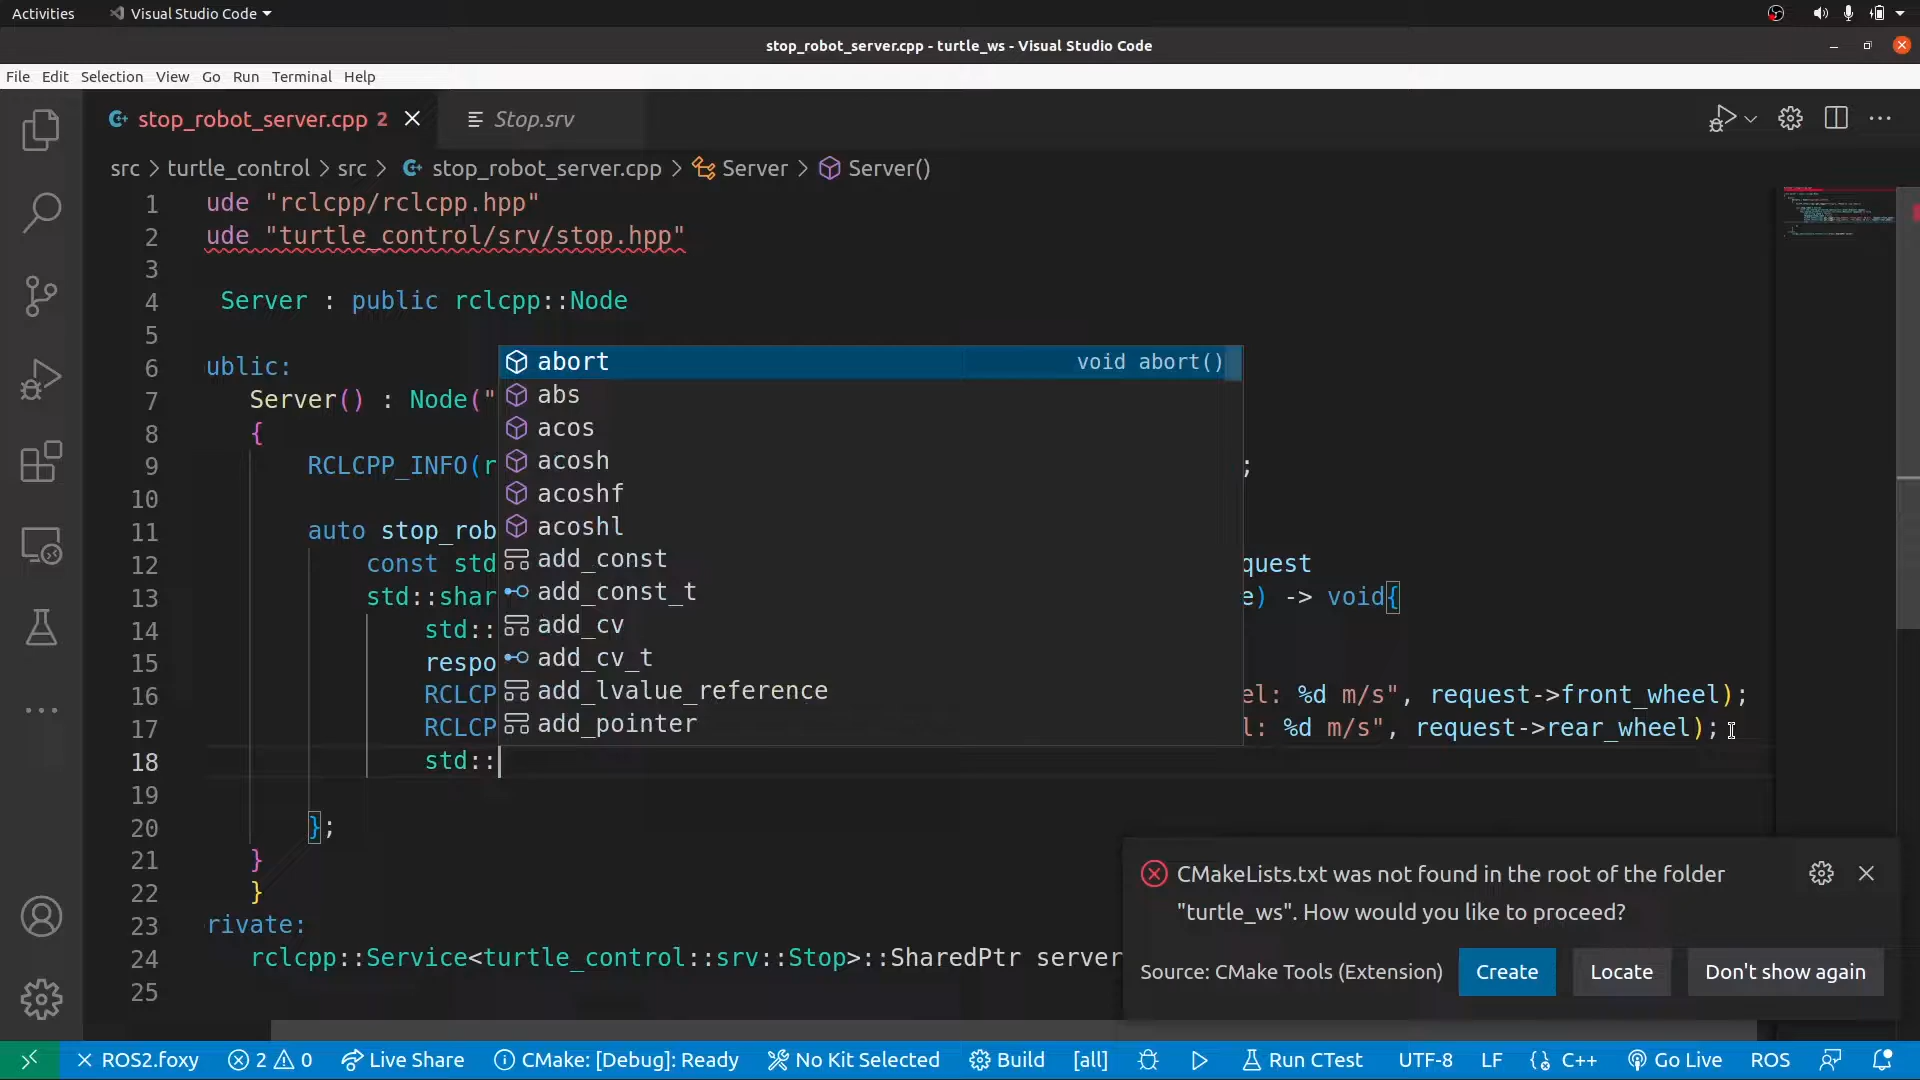 Activities Visual Studio Code
stop_robot_server.cpp - turtle_ws - Visual Studio Code
File Edit Selection View Go Run Terminal Help
stop_robot_server.cpp 2 Stop.srv
src > turtle_control > src > stop_robot_server.cpp > Server > Server()
1 ude "rclcpp/rclcpp.hpp"
2 ude "turtle_control/srv/stop.hpp"
3
4 Server : public rclcpp::Node
5
6 ublic:
7 Server() : Node("
8 {
9 RCLCPP_INFO(r ;
10
11 auto stop_rob
12 const std quest
13 std::shar e) -> void{
14 std::
15 respo
16 RCLCP el: %d m/s", request->front_wheel);
17 RCLCP l: %d m/s", request->rear_wheel);
18 std::
19
20 };
21 }
22 }
23 rivate:
24 rclcpp::Service<turtle_control::srv::Stop>::SharedPtr server
25
abort void abort()
abs
acos
acosh
acoshf
acoshl
add_const
add_const_t
add_cv
add_cv_t
add_lvalue_reference
add_pointer
CMakeLists.txt was not found in the root of the folder
"turtle_ws". How would you like to proceed?
Source: CMake Tools (Extension) Create Locate Don't show again
ROS2.foxy 2 0 Live Share CMake: [Debug]: Ready No Kit Selected Build [all] Run CTest UTF-8 LF C++ Go Live ROS